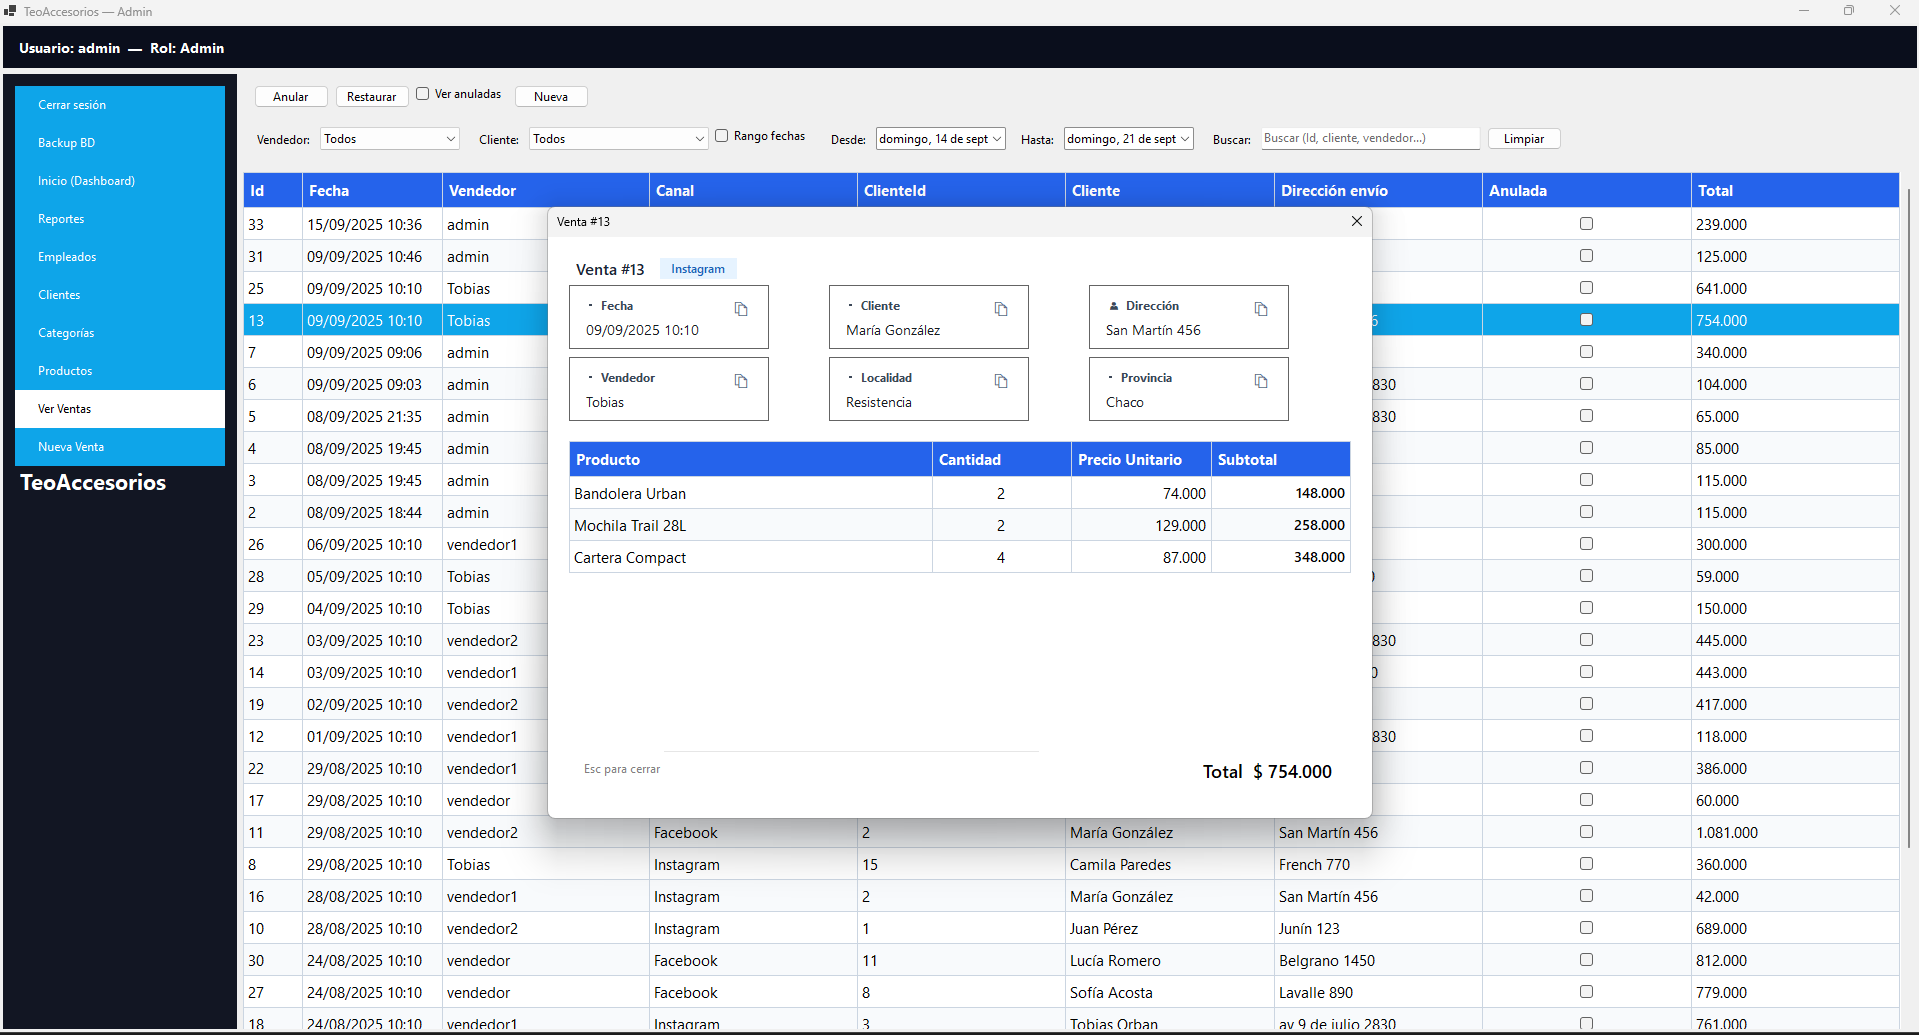 TeoAccesorios — Admin
Usuario: admin — Rol: Admin
Cerrar sesión
Backup BD
Inicio (Dashboard)
Reportes
Empleados
Clientes
Categorías
Productos
Ver Ventas
Nueva Venta
TeoAccesorios
Anular Restaurar Ver anuladas Nueva
Vendedor: Todos Cliente: Todos Rango fechas Desde: domingo, 14 de sept Hasta: domingo, 21 de sept Buscar: Buscar (Id, cliente, vendedor...) Limpiar
Id Fecha Vendedor Canal ClienteId Cliente Dirección envío Anulada Total
33 15/09/2025 10:36 admin 239.000
31 09/09/2025 10:46 admin 125.000
25 09/09/2025 10:10 Tobias 641.000
13 09/09/2025 10:10 Tobias 6 754.000
7 09/09/2025 09:06 admin 340.000
6 09/09/2025 09:03 admin 830 104.000
5 08/09/2025 21:35 admin 830 65.000
4 08/09/2025 19:45 admin 85.000
3 08/09/2025 19:45 admin 115.000
2 08/09/2025 18:44 admin 115.000
26 06/09/2025 10:10 vendedor1 300.000
28 05/09/2025 10:10 Tobias 59.000
29 04/09/2025 10:10 Tobias 150.000
23 03/09/2025 10:10 vendedor2 830 445.000
14 03/09/2025 10:10 vendedor1 443.000
19 02/09/2025 10:10 vendedor2 417.000
12 01/09/2025 10:10 vendedor1 830 118.000
22 29/08/2025 10:10 vendedor1 386.000
17 29/08/2025 10:10 vendedor 60.000
11 29/08/2025 10:10 vendedor2 Facebook 2 María González San Martín 456 1.081.000
8 29/08/2025 10:10 Tobias Instagram 15 Camila Paredes French 770 360.000
16 28/08/2025 10:10 vendedor1 Instagram 2 María González San Martín 456 42.000
10 28/08/2025 10:10 vendedor2 Instagram 1 Juan Pérez Junín 123 689.000
30 24/08/2025 10:10 vendedor Facebook 11 Lucía Romero Belgrano 1450 812.000
27 24/08/2025 10:10 vendedor Facebook 8 Sofía Acosta Lavalle 890 779.000
18 24/08/2025 10:10 vendedor1 Instagram 3 Tobias Orban av 9 de julio 2830 761.000
Venta #13
Venta #13 Instagram
Fecha Cliente Dirección
09/09/2025 10:10 María González San Martín 456
Vendedor Localidad Provincia
Tobias Resistencia Chaco
Producto Cantidad Precio Unitario Subtotal
Bandolera Urban 2 74.000 148.000
Mochila Trail 28L 2 129.000 258.000
Cartera Compact 4 87.000 348.000
Esc para cerrar Total $ 754.000